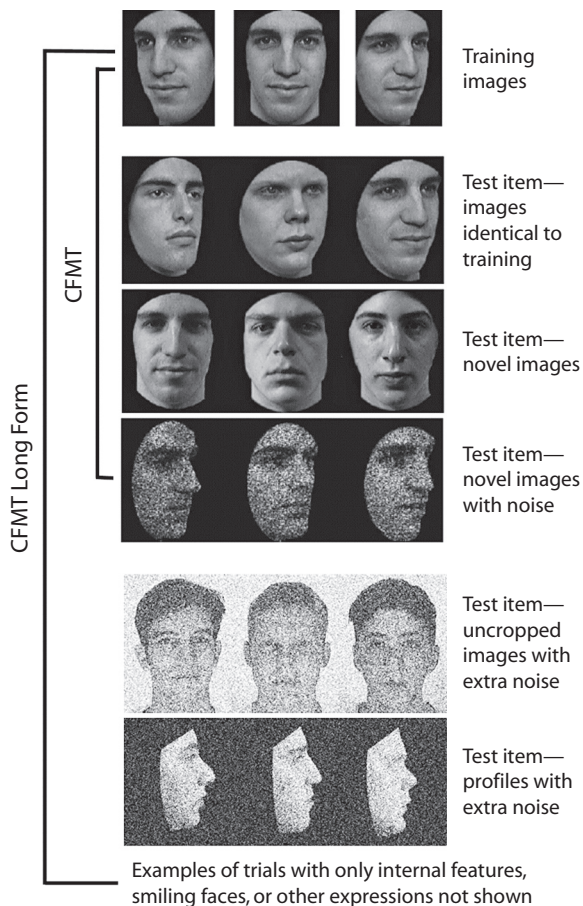 Training
images
Test item—
images
identical to
training
CFMT
Test item—
novel images
CFMT Long Form
Test item—
novel images
with noise
Test item—
uncropped
images with
extra noise
Test item—
profiles with
extra noise
Examples of trials with only internal features,
smiling faces, or other expressions not shown